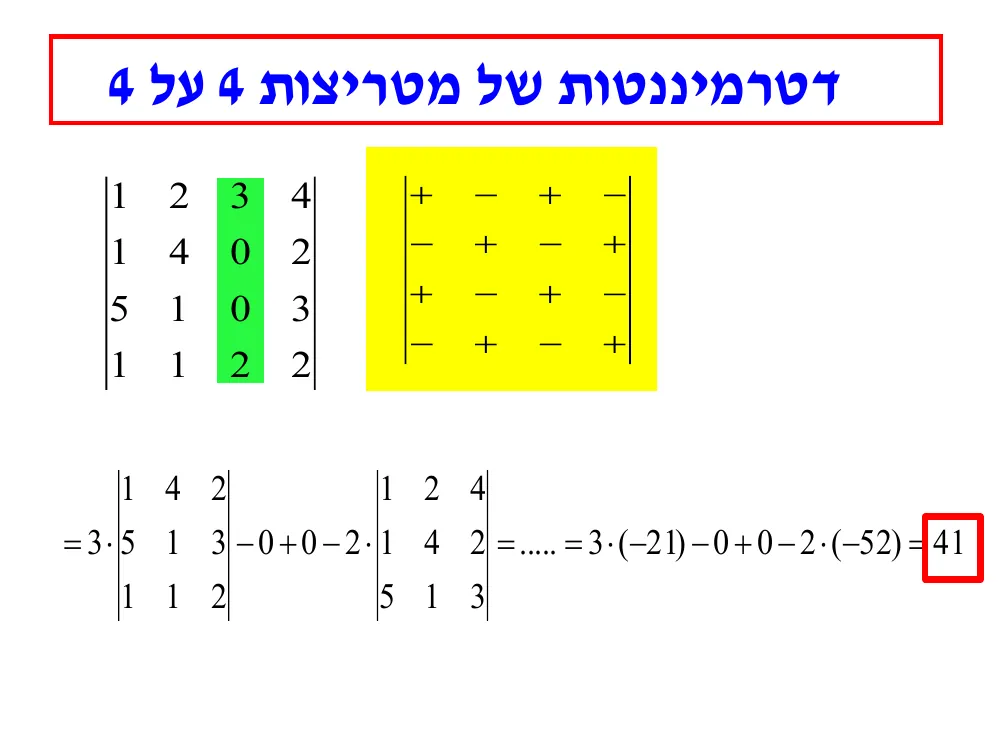 דטרמיננטות של מטריצות 4 על 4
|1 2 3 4|
|1 4 0 2|
|5 1 0 3|
|1 1 2 2|
|+ − + −|
|− + − +|
|+ − + −|
|− + − +|
= 3 · |1 4 2; 5 1 3; 1 1 2| − 0 + 0 − 2 · |1 2 4; 1 4 2; 5 1 3| = ..... = 3 · (−21) − 0 + 0 − 2 · (−52) = 41